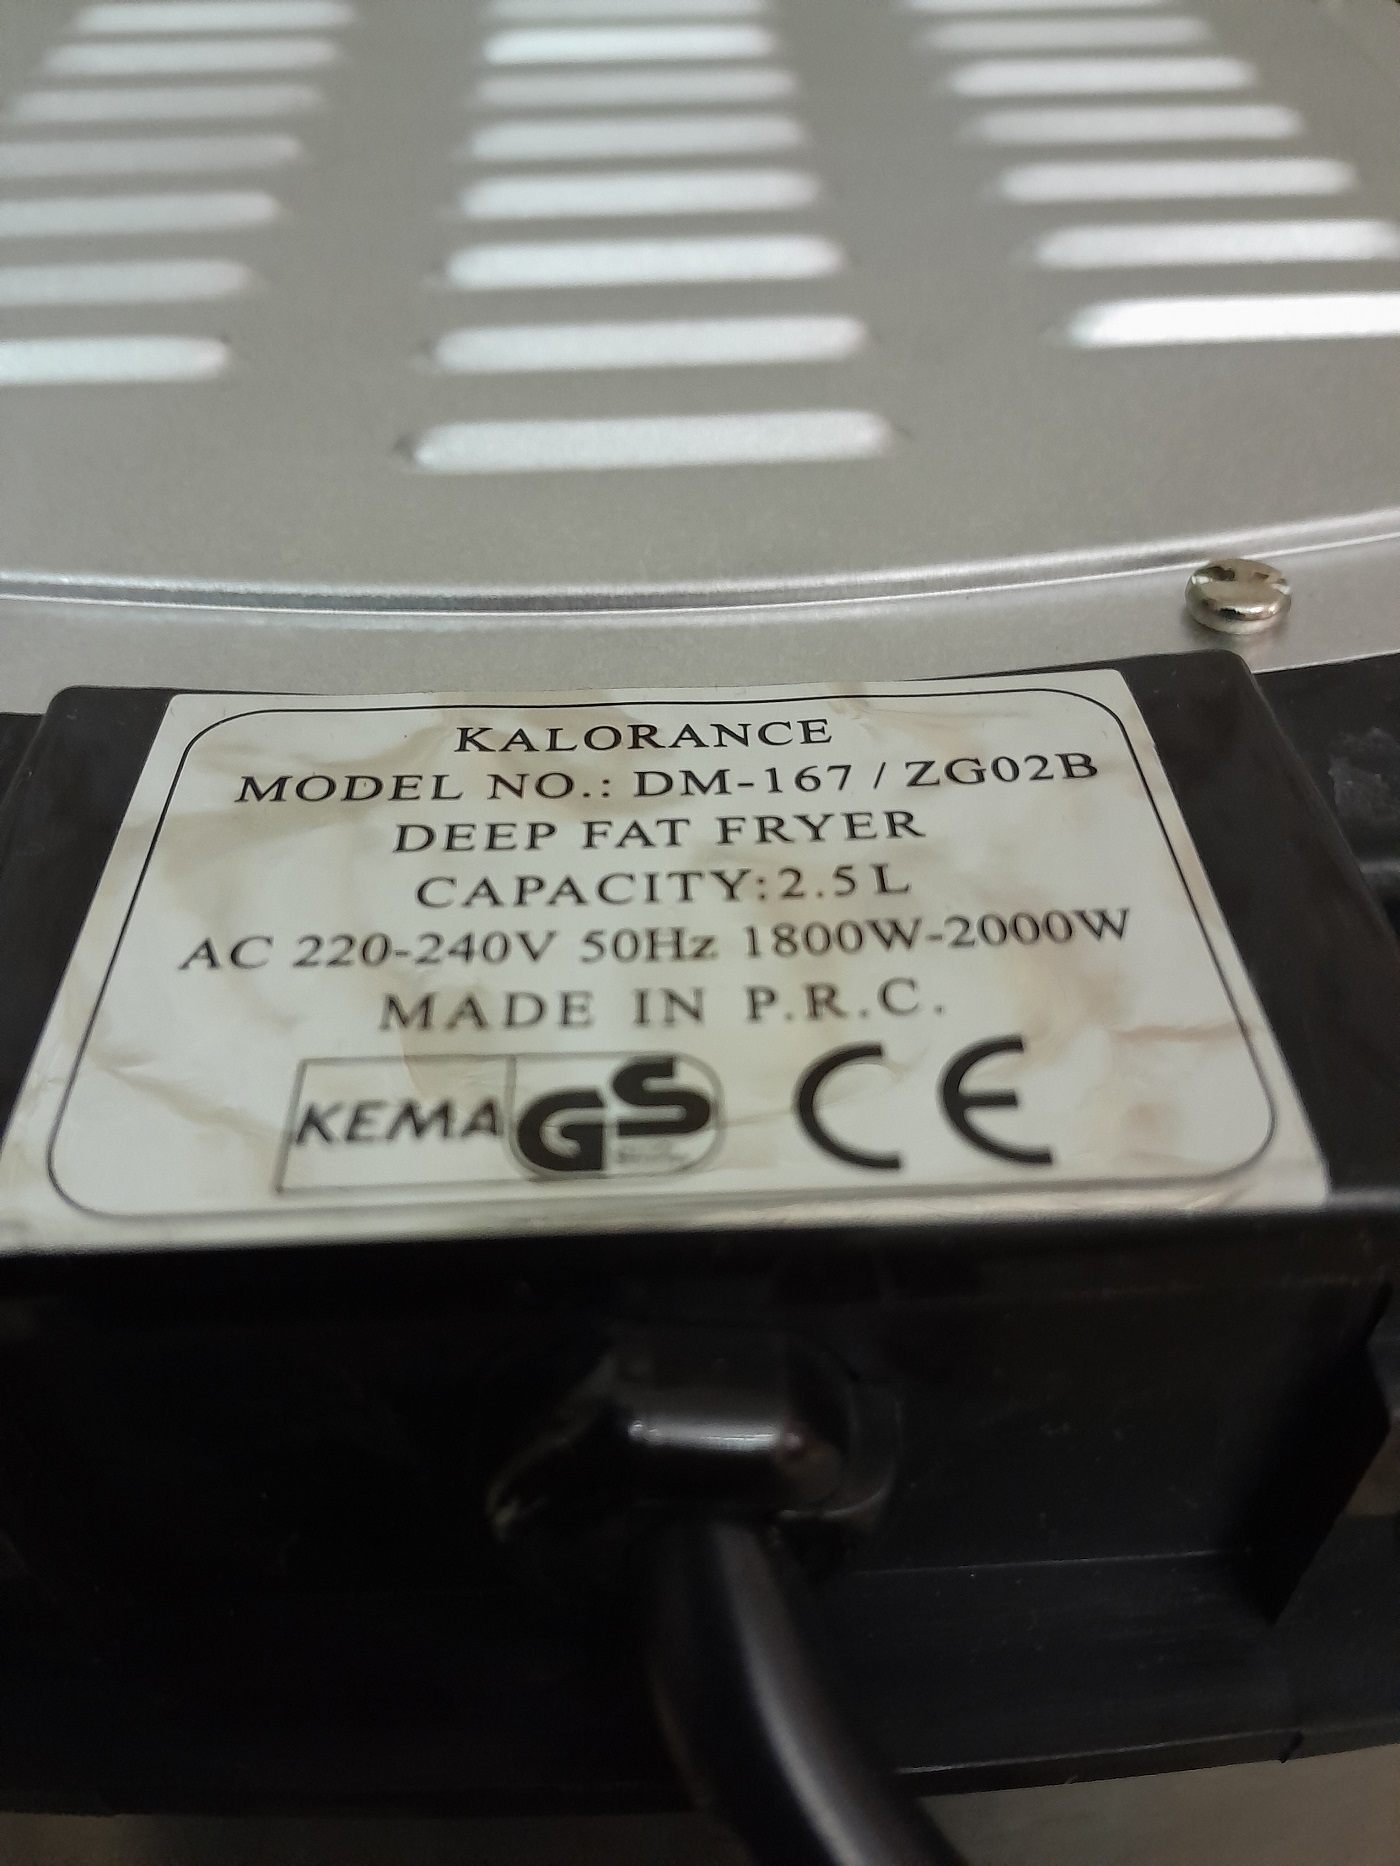 KALORANCE
MODEL NO.: DM-167 / ZG02B
DEEP FAT FRYER
CAPACITY:2.5L
AC 220-240V 50Hz 1800W-2000W
MADE IN P.R.C.
KEMA GS CE